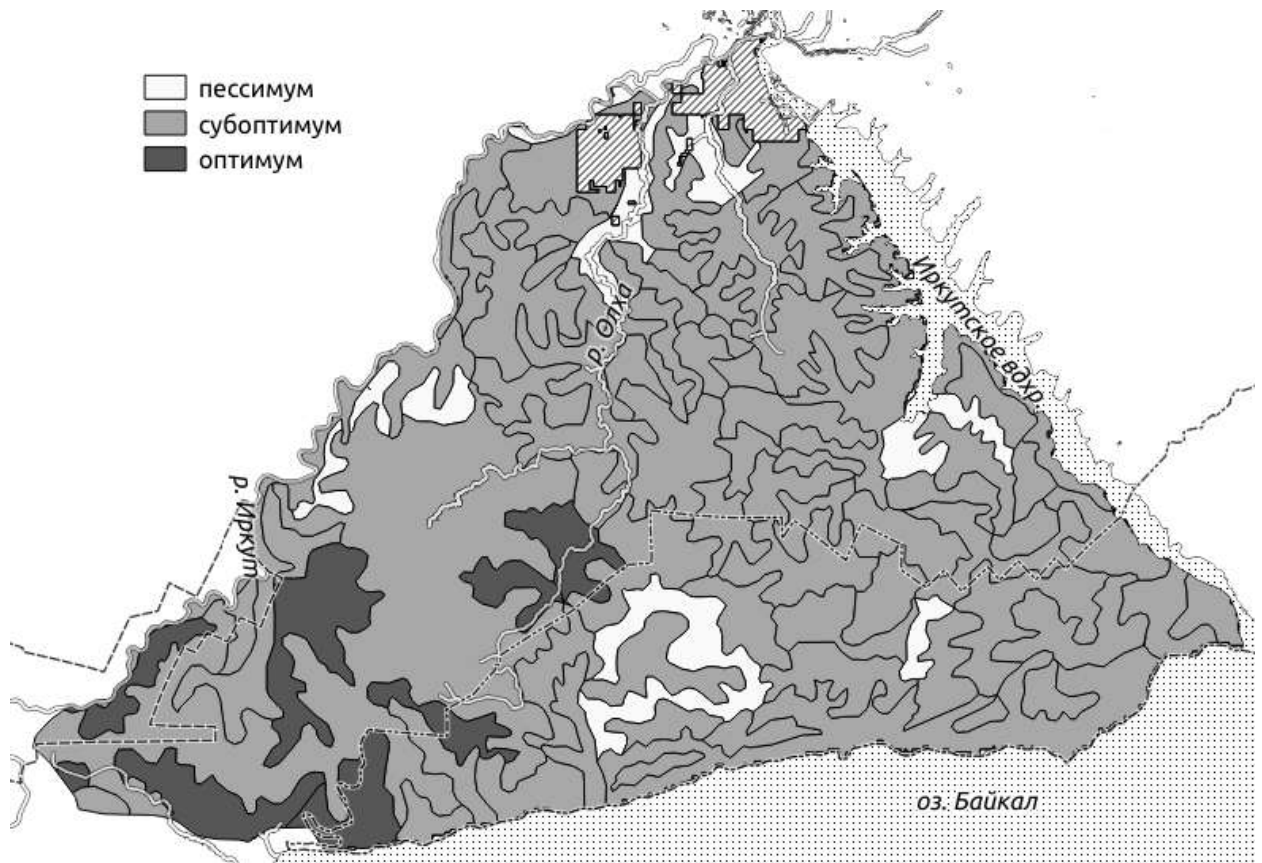 пессимум
субоптимум
оптимум
Иркутское вдхр
р. Олха
р. Иркут
оз. Байкал